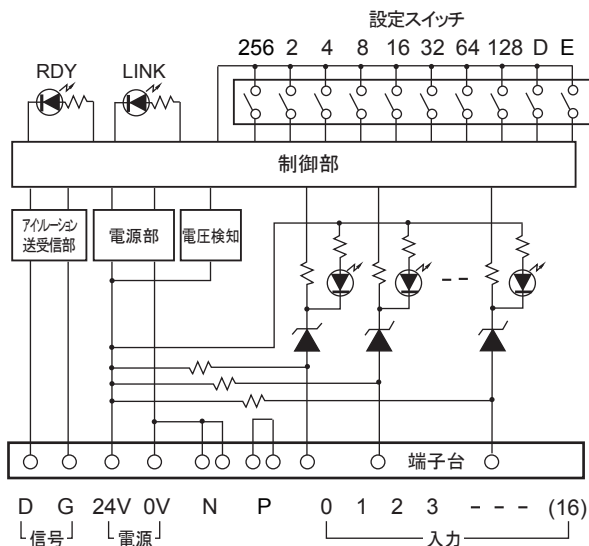 設定スイッチ
256 2 4 8 16 32 64 128 D E
RDY LINK
制御部
アイソレーション
送受信部
電源部
電圧検知
端子台
D G 24V 0V N P 0 1 2 3 - - - (16)
信号 電源 入力